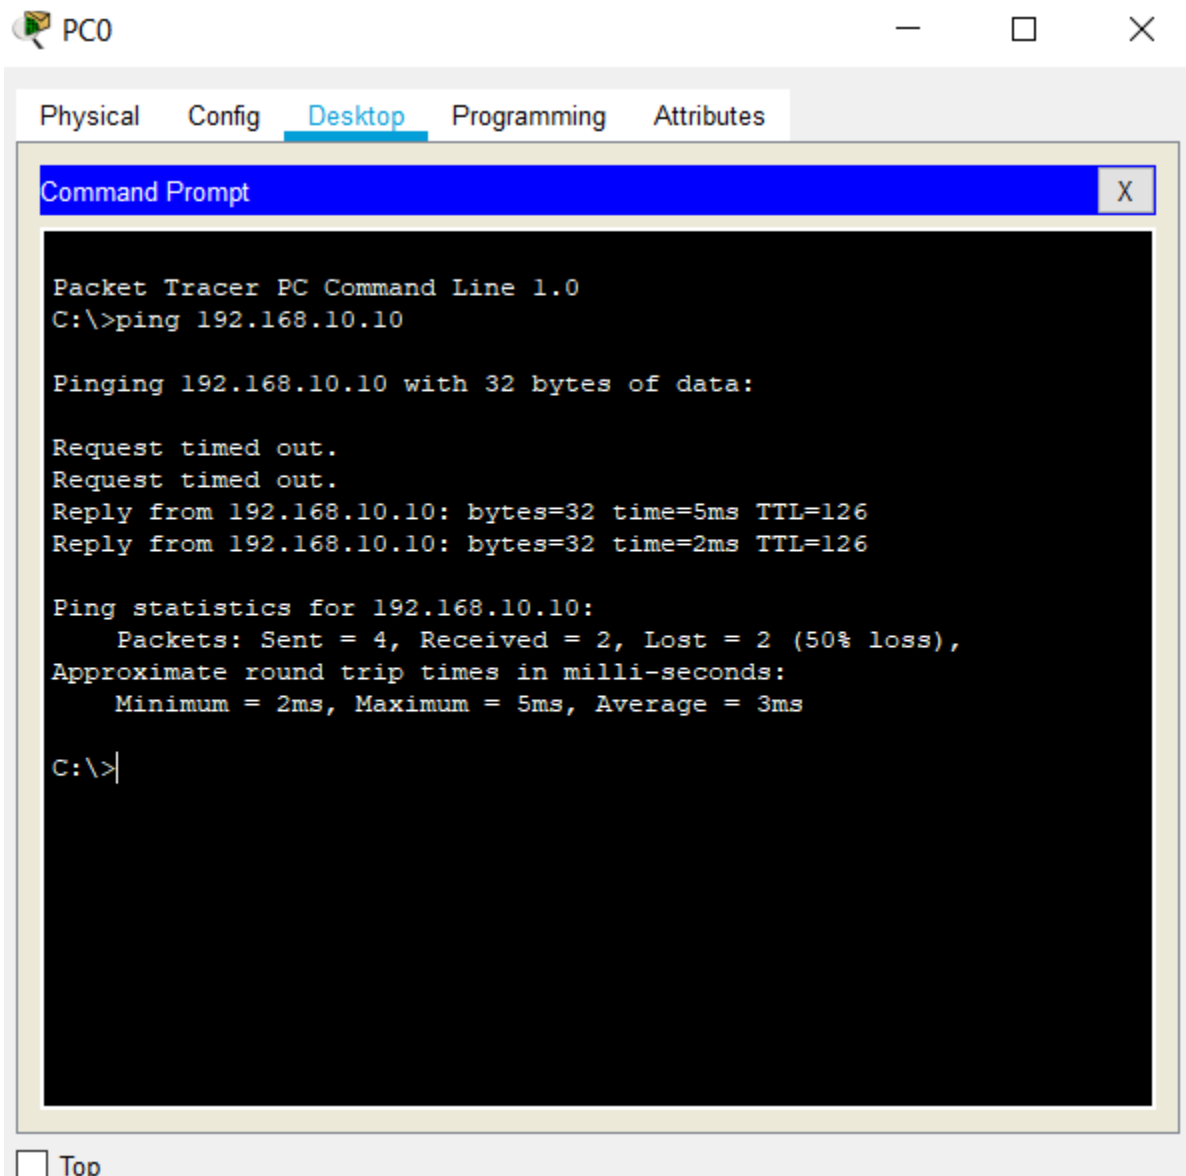 PC0
Physical Config Desktop Programming Attributes
Command Prompt X
Packet Tracer PC Command Line 1.0
C:\>ping 192.168.10.10
Pinging 192.168.10.10 with 32 bytes of data:
Request timed out.
Request timed out.
Reply from 192.168.10.10: bytes=32 time=5ms TTL=126
Reply from 192.168.10.10: bytes=32 time=2ms TTL=126
Ping statistics for 192.168.10.10:
Packets: Sent = 4, Received = 2, Lost = 2 (50% loss),
Approximate round trip times in milli-seconds:
Minimum = 2ms, Maximum = 5ms, Average = 3ms
C:\>
Top